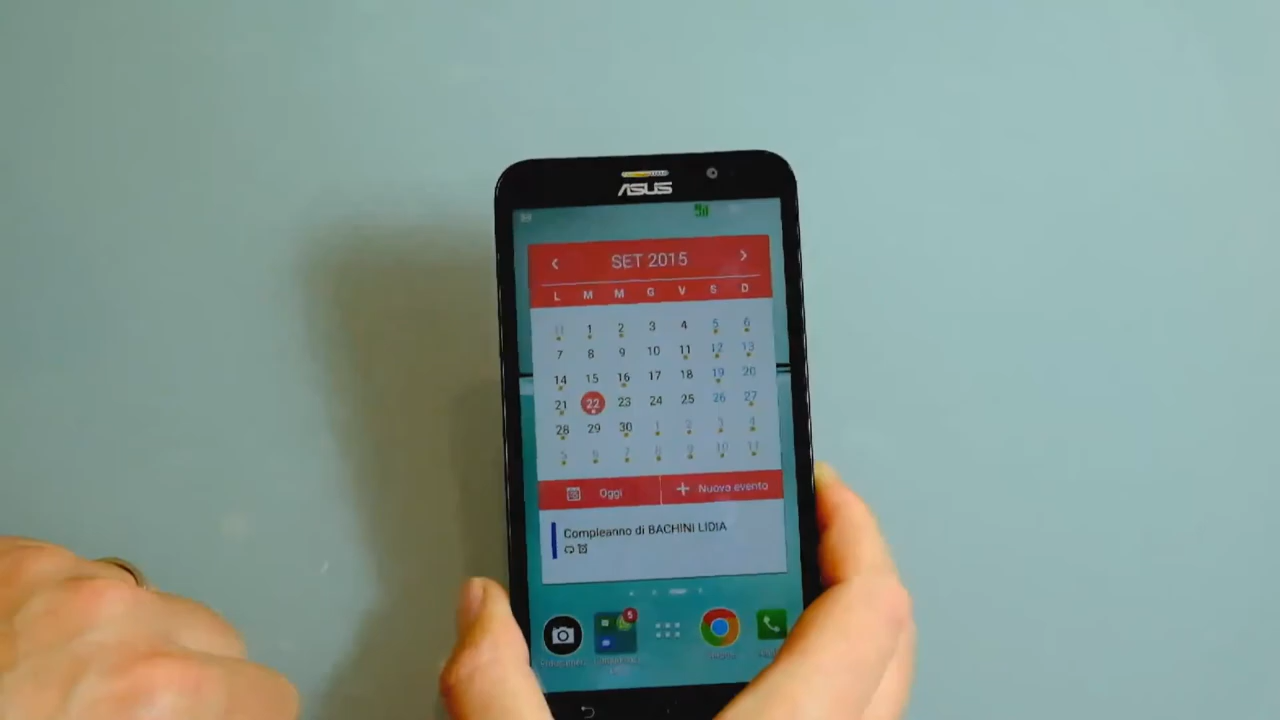 ASUS
SET 2015
L M M G V S D
31 1 2 3 4 5 6
7 8 9 10 11 12 13
14 15 16 17 18 19 20
21 22 23 24 25 26 27
28 29 30 1 2 3 4
5 6 7 8 9 10 11
Oggi + Nuovo evento
Compleanno di BACHINI LIDIA
5